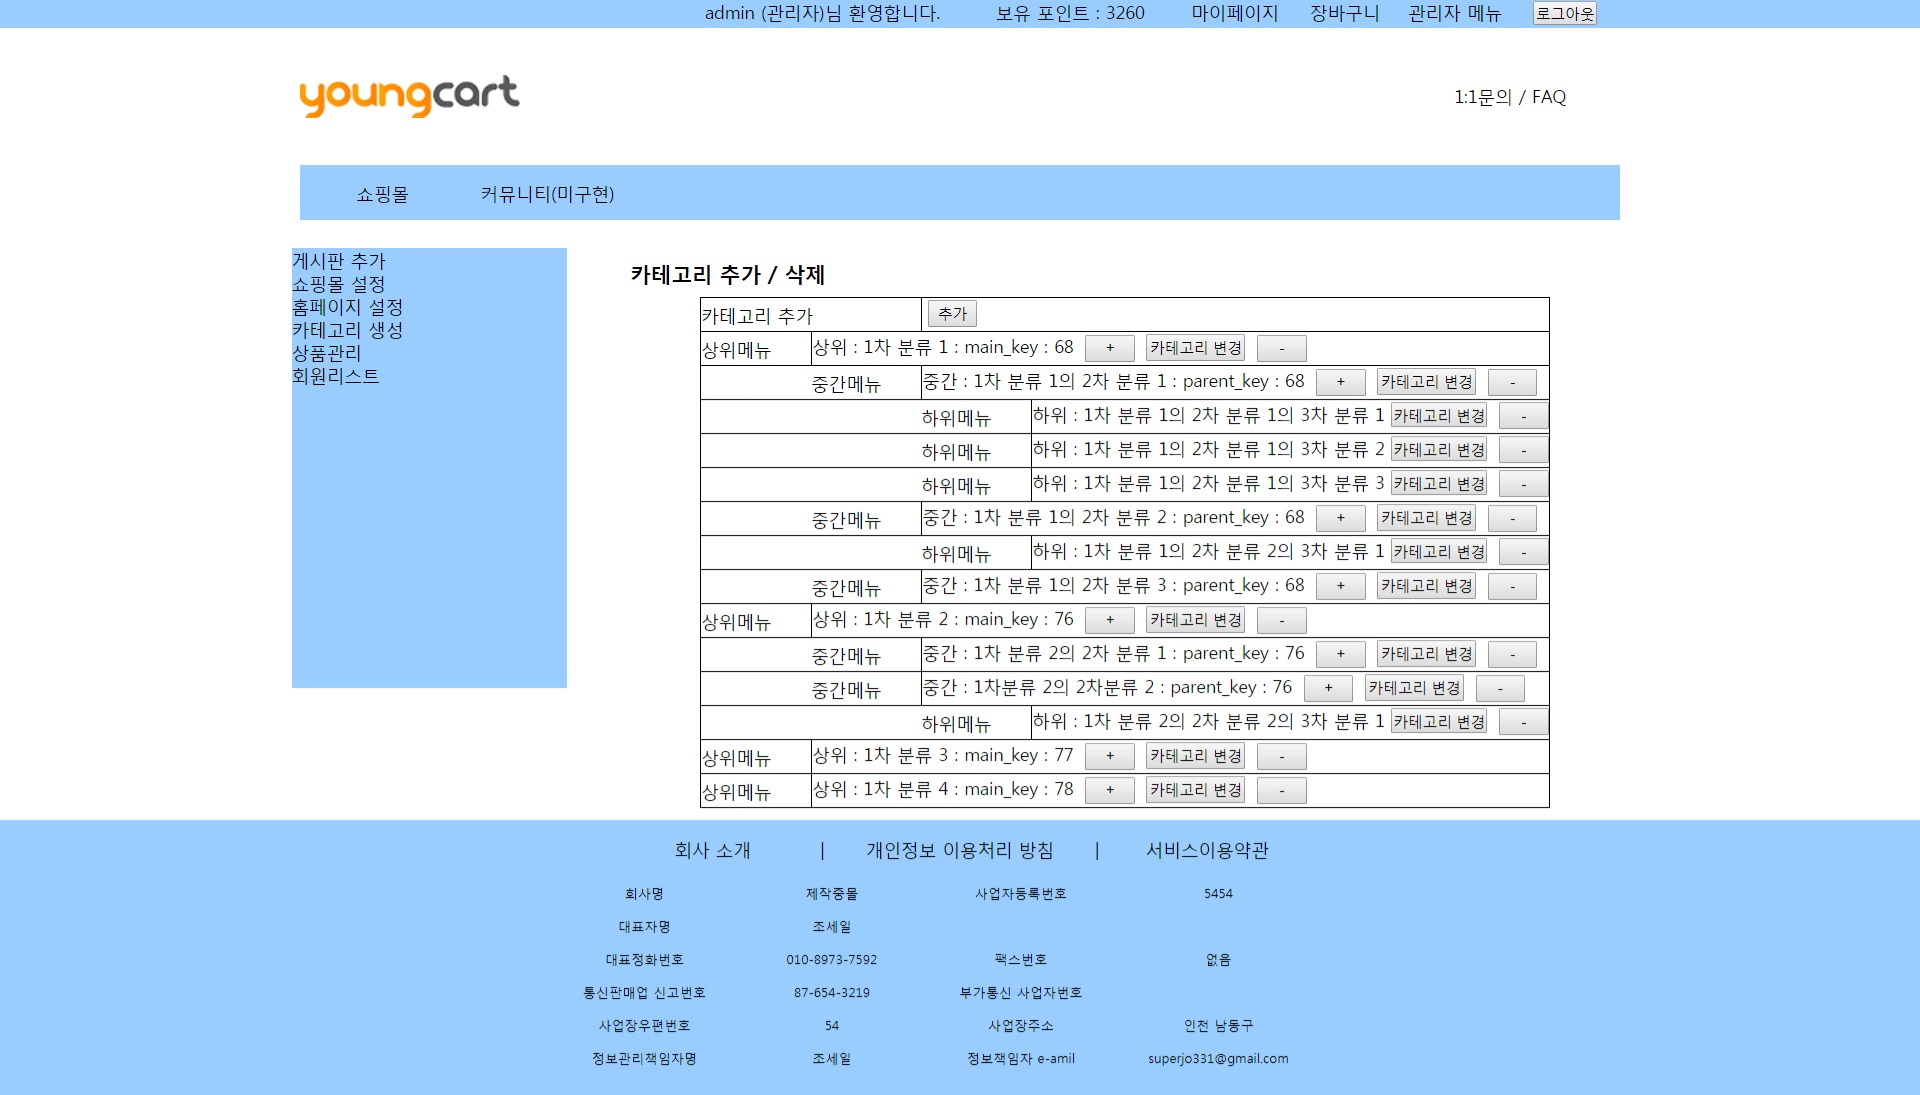 admin (관리자)님 환영합니다. 보유 포인트 : 3260 마이페이지 장바구니 관리자 메뉴 로그아웃
youngcart
1:1문의 / FAQ
쇼핑몰 커뮤니티(미구현)
게시판 추가
쇼핑몰 설정
홈페이지 설정
카테고리 생성
상품관리
회원리스트
카테고리 추가 / 삭제
카테고리 추가 추가
상위메뉴 상위 : 1차 분류 1 : main_key : 68 + 카테고리 변경 -
중간메뉴 중간 : 1차 분류 1의 2차 분류 1 : parent_key : 68 + 카테고리 변경 -
하위메뉴 하위 : 1차 분류 1의 2차 분류 1의 3차 분류 1 카테고리 변경 -
하위메뉴 하위 : 1차 분류 1의 2차 분류 1의 3차 분류 2 카테고리 변경 -
하위메뉴 하위 : 1차 분류 1의 2차 분류 1의 3차 분류 3 카테고리 변경 -
중간메뉴 중간 : 1차 분류 1의 2차 분류 2 : parent_key : 68 + 카테고리 변경 -
하위메뉴 하위 : 1차 분류 1의 2차 분류 2의 3차 분류 1 카테고리 변경 -
중간메뉴 중간 : 1차 분류 1의 2차 분류 3 : parent_key : 68 + 카테고리 변경 -
상위메뉴 상위 : 1차 분류 2 : main_key : 76 + 카테고리 변경 -
중간메뉴 중간 : 1차 분류 2의 2차 분류 1 : parent_key : 76 + 카테고리 변경 -
중간메뉴 중간 : 1차분류 2의 2차분류 2 : parent_key : 76 + 카테고리 변경 -
하위메뉴 하위 : 1차 분류 2의 2차 분류 2의 3차 분류 1 카테고리 변경 -
상위메뉴 상위 : 1차 분류 3 : main_key : 77 + 카테고리 변경 -
상위메뉴 상위 : 1차 분류 4 : main_key : 78 + 카테고리 변경 -
회사 소개 | 개인정보 이용처리 방침 | 서비스이용약관
회사명 제작중몰 사업자등록번호 5454
대표자명 조세일
대표정화번호 010-8973-7592 팩스번호 없음
통신판매업 신고번호 87-654-3219 부가통신 사업자번호
사업장우편번호 54 사업장주소 인천 남동구
정보관리책임자명 조세일 정보책임자 e-amil superjo331@gmail.com